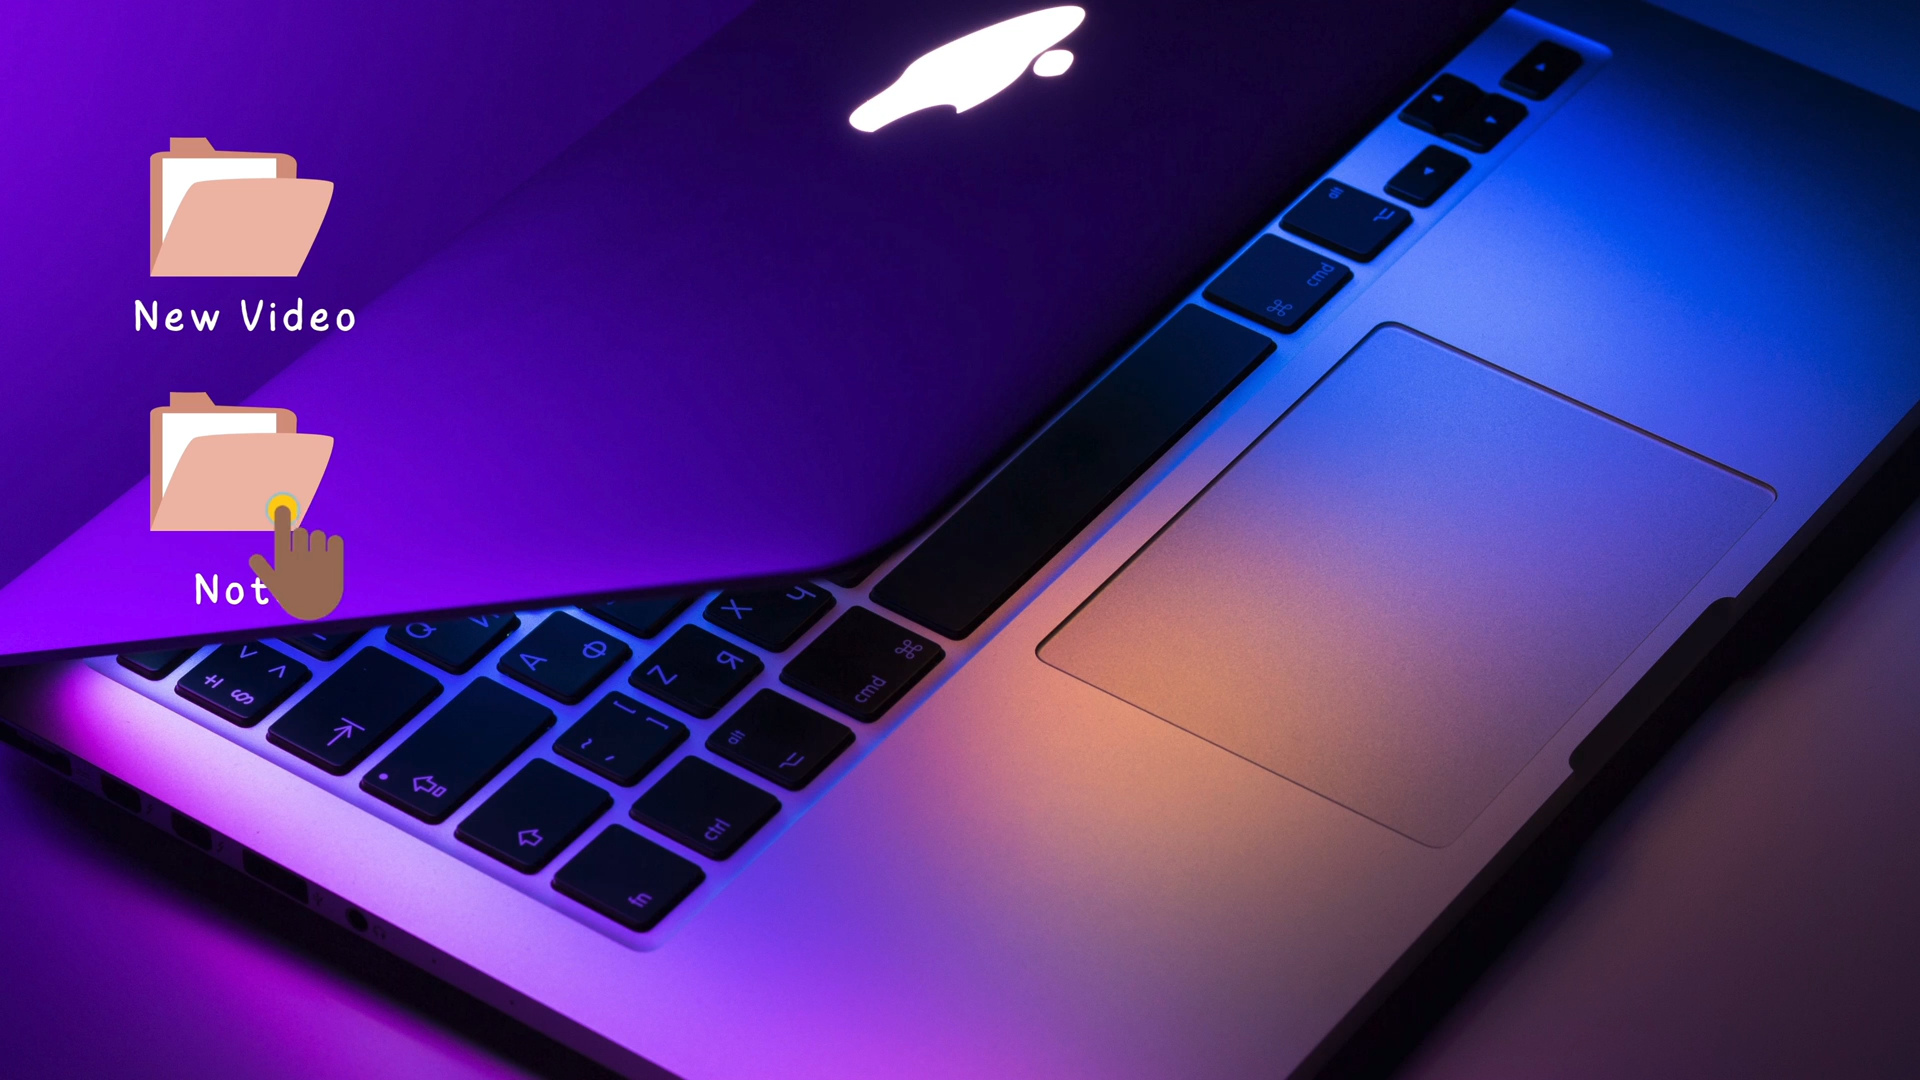 New Video
Not
alt
cmd
Q Й
A Ф
Z Я
X Ч
cmd
alt
ctrl
fn